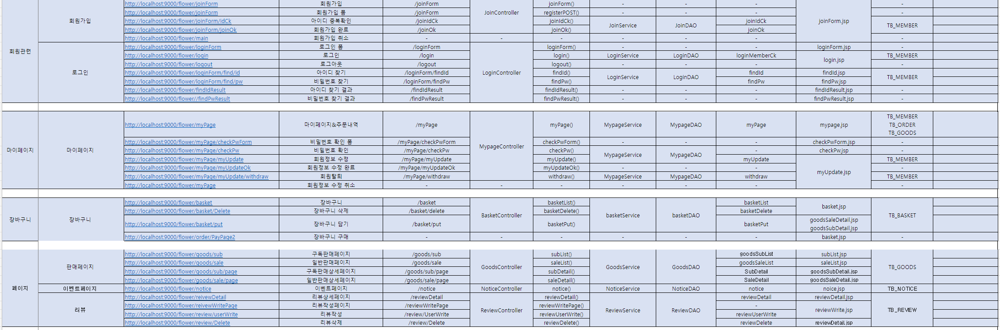 http://localhost:9000/flower/joinForm 회원가입 /joinForm joinForm() - - - -
회원가입 http://localhost:9000/flower/joinForm 회원가입 폼 /joinForm JoinController registerPOST() - - - -
http://localhost:9000/flower/joinForm/idCk 아이디 중복확인 /joinIdCk joinIdCk() JoinService JoinDAO joinIdCk joinForm.jsp TB_MEMBER
http://localhost:9000/flower/joinForm/joinOk 회원가입 완료 /joinOk joinOk() joinOk
http://localhost:9000/flower/main 회원가입 취소 - - - - - - -
회원관련 http://localhost:9000/flower/loginForm 로그인 폼 /loginForm loginForm() - - - loginForm.jsp -
http://localhost:9000/flower/login 로그인 /login login() LoginService LoginDAO loginMemberCk login.jsp TB_MEMBER
http://localhost:9000/flower/logout 로그아웃 /logout logout() - - - -
로그인 http://localhost:9000/flower/loginForm/find/id 아이디 찾기 /loginForm/findId LoginController findId() LoginService LoginDAO findId findId.jsp TB_MEMBER
http://localhost:9000/flower/loginForm/find/pw 비밀번호 찾기 /loginForm/findPw findPw() findPw findPw.jsp
http://localhost:9000/flower/findIdResult 아이디 찾기 결과 /findIdResult findIdResult() - - - findIdResult.jsp -
http://localhost:9000/flower//findPwResult 비밀번호 찾기 결과 /findPwResult findPwResult() - - - findPwResult.jsp -
TB_MEMBER
http://localhost:9000/flower/myPage 마이페이지&주문내역 /myPage myPage() MypageService MypageDAO myPage mypage.jsp TB_ORDER
TB_GOODS
http://localhost:9000/flower/myPage/checkPwForm 비밀번호 확인 폼 /myPage/checkPwForm MypageController checkPwForm() - - - checkPwForm.jsp -
마이페이지 마이페이지 http://localhost:9000/flower/myPage/checkPw 비밀번호 확인 /myPage/checkPw checkPw() MypageService MypageDAO - checkPw.jsp -
http://localhost:9000/flower/myPage/myUpdate 회원정보 수정 /myPage/myUpdate myUpdate() myUpdate TB_MEMBER
http://localhost:9000/flower/myPage/myUpdateOk 회원정보 수정 완료 /myPage/myUpdateOk myUpdateOk() - - - myUpdate.jsp -
http://localhost:9000/flower/myPage/myUpdate/withdraw 회원탈퇴 /myPage/withdraw withdraw() MypageService MypageDAO withdraw TB_MEMBER
http://localhost:9000/flower/myPage 회원정보 수정 취소 - - - - - - -
http://localhost:9000/flower/basket 장바구니 /basket basketList() basketList basket.jsp
http://localhost:9000/flower/basket/Delete 장바구니 삭제 /basket/delete BasketController basketDelete() basketService basketDAO basketDelete TB_BASKET
장바구니 장바구니 http://localhost:9000/flower/basket/put 장바구니 담기 /basket/put basketPut() basketPut goodsSaleDetail.jsp
goodsSubDetail.jsp
http://localhost:9000/flower/order/PayPage2 장바구니 구매 - - - - - - basket.jsp -
http://localhost:9000/flower/goods/sub 구독판매페이지 /goods/sub subList() goodsSubList subList.jsp
판매페이지 http://localhost:9000/flower/goods/sale 일반판매페이지 /goods/sale GoodsController saleList() GoodsService GoodsDAO goodsSaleList saleList.jsp TB_GOODS
http://localhost:9000/flower/goods/sub/page 구독판매상세페이지 /goods/sub/page subDetail() SubDetail goodsSubDetail.jsp
http://localhost:9000/flower/goods/sale/page 일반판매상세페이지 /goods/sale/page saleDetail() SaleDetail goodsSaleDetail.jsp
페이지 이벤트페이지 http://localhost:9000/flower/notice 이벤트페이지 /notice NoticeController notice() NoticeService NoticeDAO notice noice.jsp TB_NOTICE
http://localhost:9000/flower/reivewDetail 리뷰상세페이지 /reviewDetail reviewDetail() reviewDetail reviewDetail.jsp
리뷰 http://localhost:9000/flower/reivewWritePage 리뷰작성페이지 /reviewWritePage ReviewController reviewWritePage() ReviewService ReviewDAO - reviewWrite.jsp TB_REVIEW
http://localhost:9000/flower/review/userWrite 리뷰작성 /review/UserWrite reviewUserWrite() reviewUserWrite
http://localhost:9000/flower/review/Delete 리뷰삭제 /review/Delete reviewDelete() reviewDelete reviewDetail.jsp